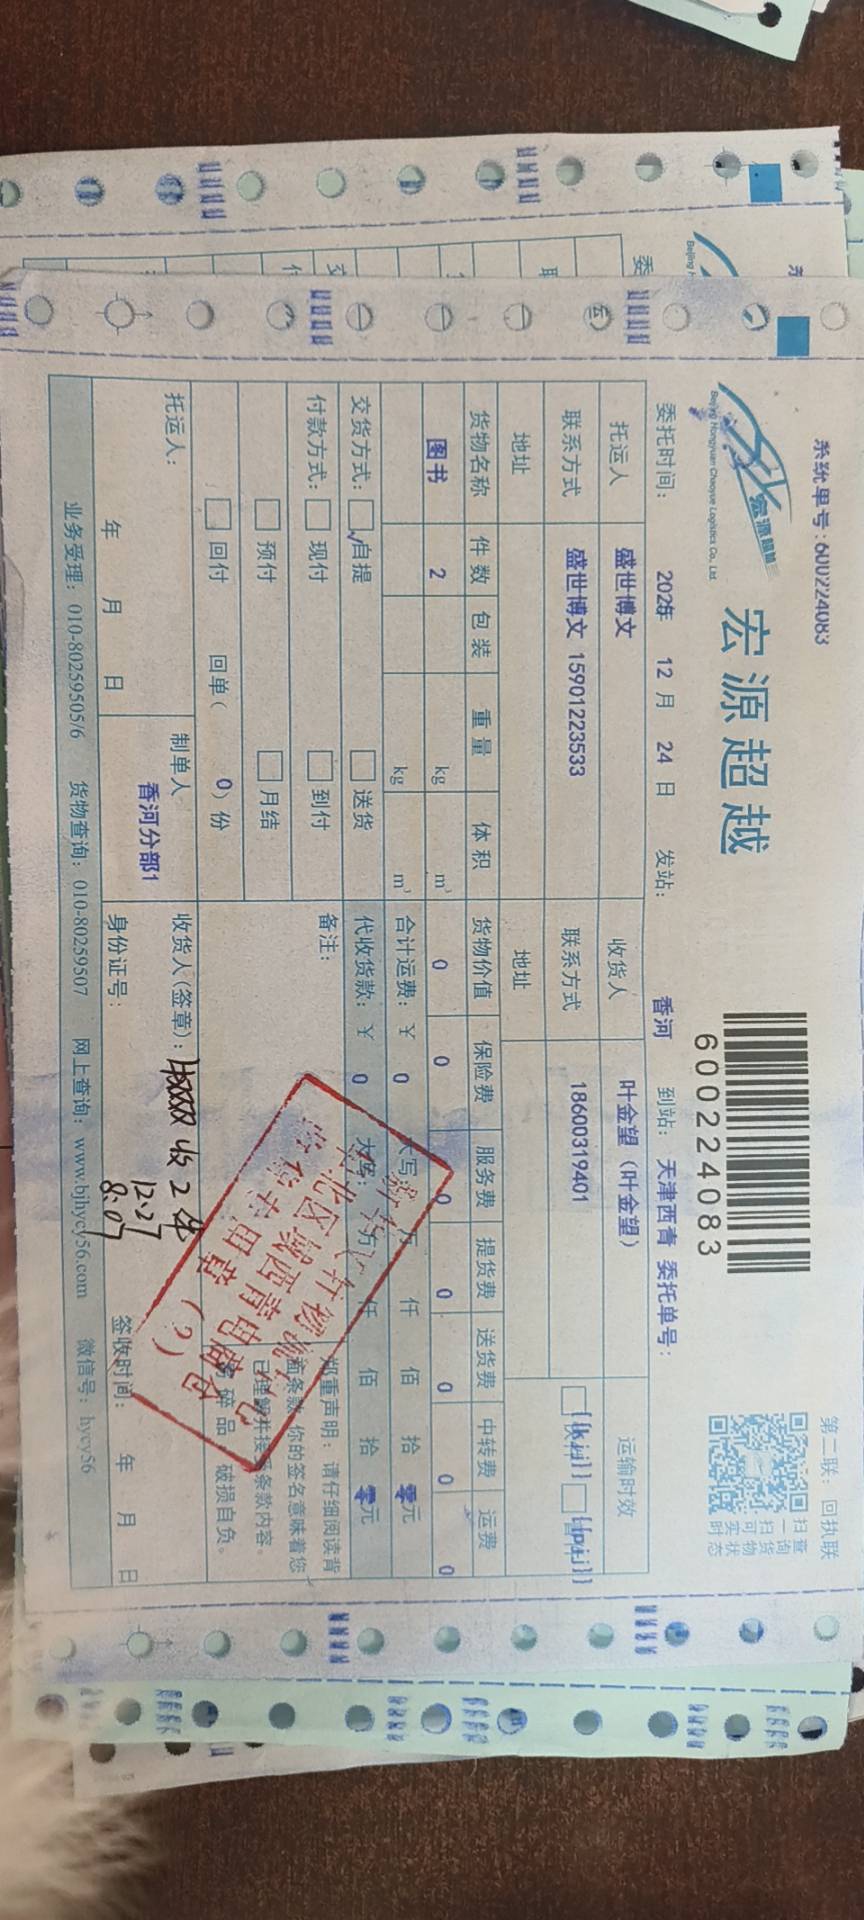 系统单号:600224083
第二联:回执联
宏源超越
Beijing Hongyuan Chaoyue Logistics Co., Ltd.
宏源超越
600224083
扫一扫可实时
查询货物状态
委托时间: 2025年 12 月 24 日 发站: 香河 到站: 天津西青 委托单号:
托运人 盛世博文 收货人 叶金望(叶金望) 运输时效
联系方式 盛世博文 15901223533 联系方式 18600319401 [[kj]] [[pj]]
地址 地址
货物名称 件数 包装 重量 体积 货物价值 保险费 服务费 提货费 送货费 中转费 运费
图书 2 kg m³ 0 0 0 0 0 0 0
kg m³ 合计运费:¥ 0 大写: 万 仟 佰 拾 零元
交货方式: √自提 送货 代收货款:¥ 0 大写: 万 仟 佰 拾 零元
付款方式: 现付 到付 备注: 郑重声明:请仔细阅读背
预付 月结 面条款,你的签名意味着您
已理解并接受条款内容。
回付 回单( 0)份 易碎品 破损自负。
托运人: 制单人 收货人(签章): 收2件
香河分部1 12.27
8:07
年 月 日 身份证号: 签收时间: 年 月 日
业务受理:010-80259505/6 货物查询:010-80259507 网上查询:www.bjhycy56.com 微信号:hycy56